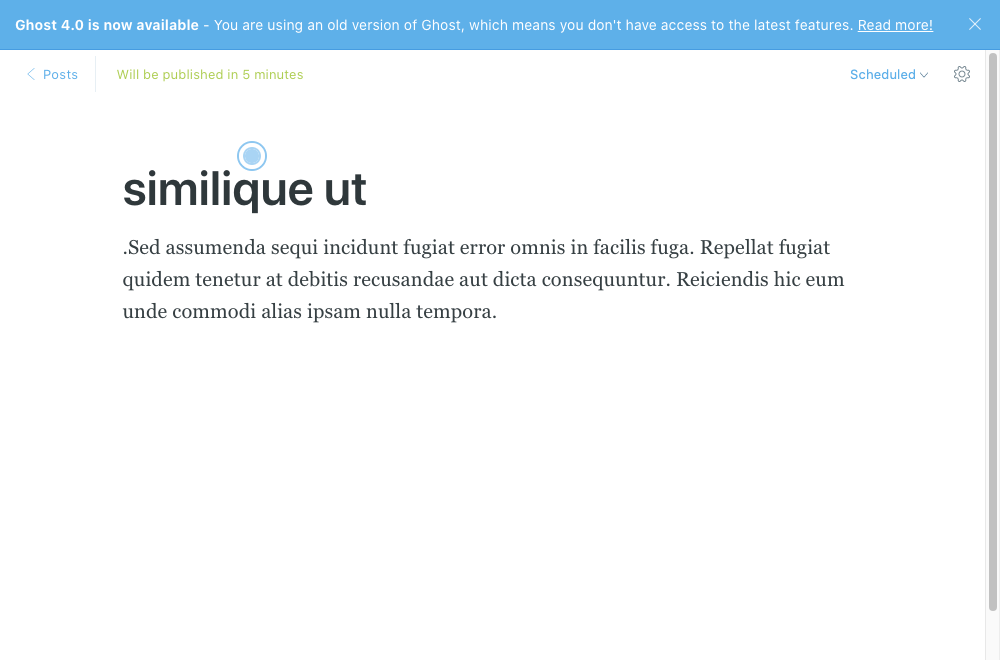 Ghost 4.0 is now available - You are using an old version of Ghost, which means you don't have access to the latest features. Read more!
Posts
Will be published in 5 minutes
Scheduled
similique ut
.Sed assumenda sequi incidunt fugiat error omnis in facilis fuga. Repellat fugiat
quidem tenetur at debitis recusandae aut dicta consequuntur. Reiciendis hic eum
unde commodi alias ipsam nulla tempora.